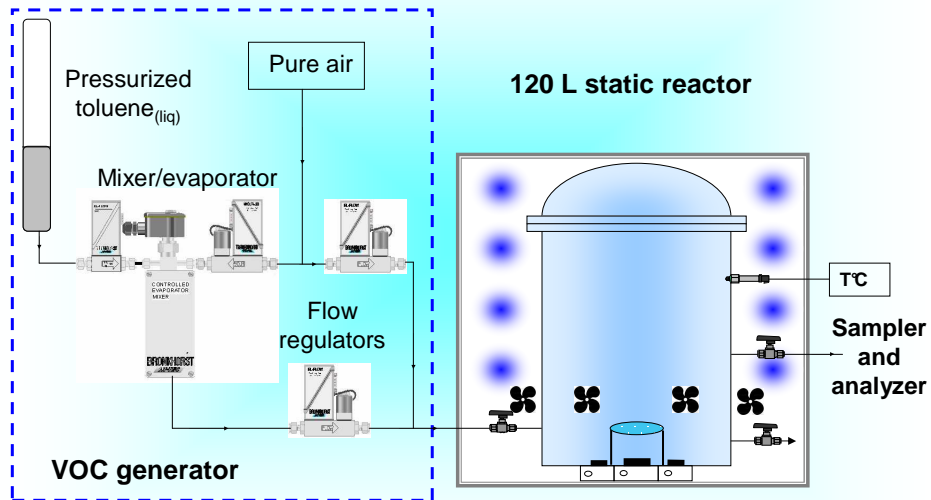 Pressurized
toluene(liq)
Pure air
120 L static reactor
Mixer/evaporator
CONTROLLED
EVAPORATOR
MIXER
BRONKHORST
Flow
regulators
T°C
Sampler
and
analyzer
VOC generator